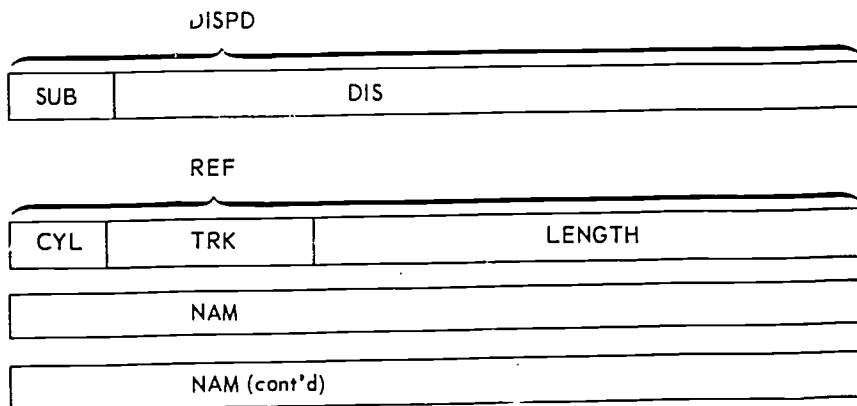 DISPD
SUB DIS
REF
CYL TRK LENGTH
NAM
NAM (cont'd)